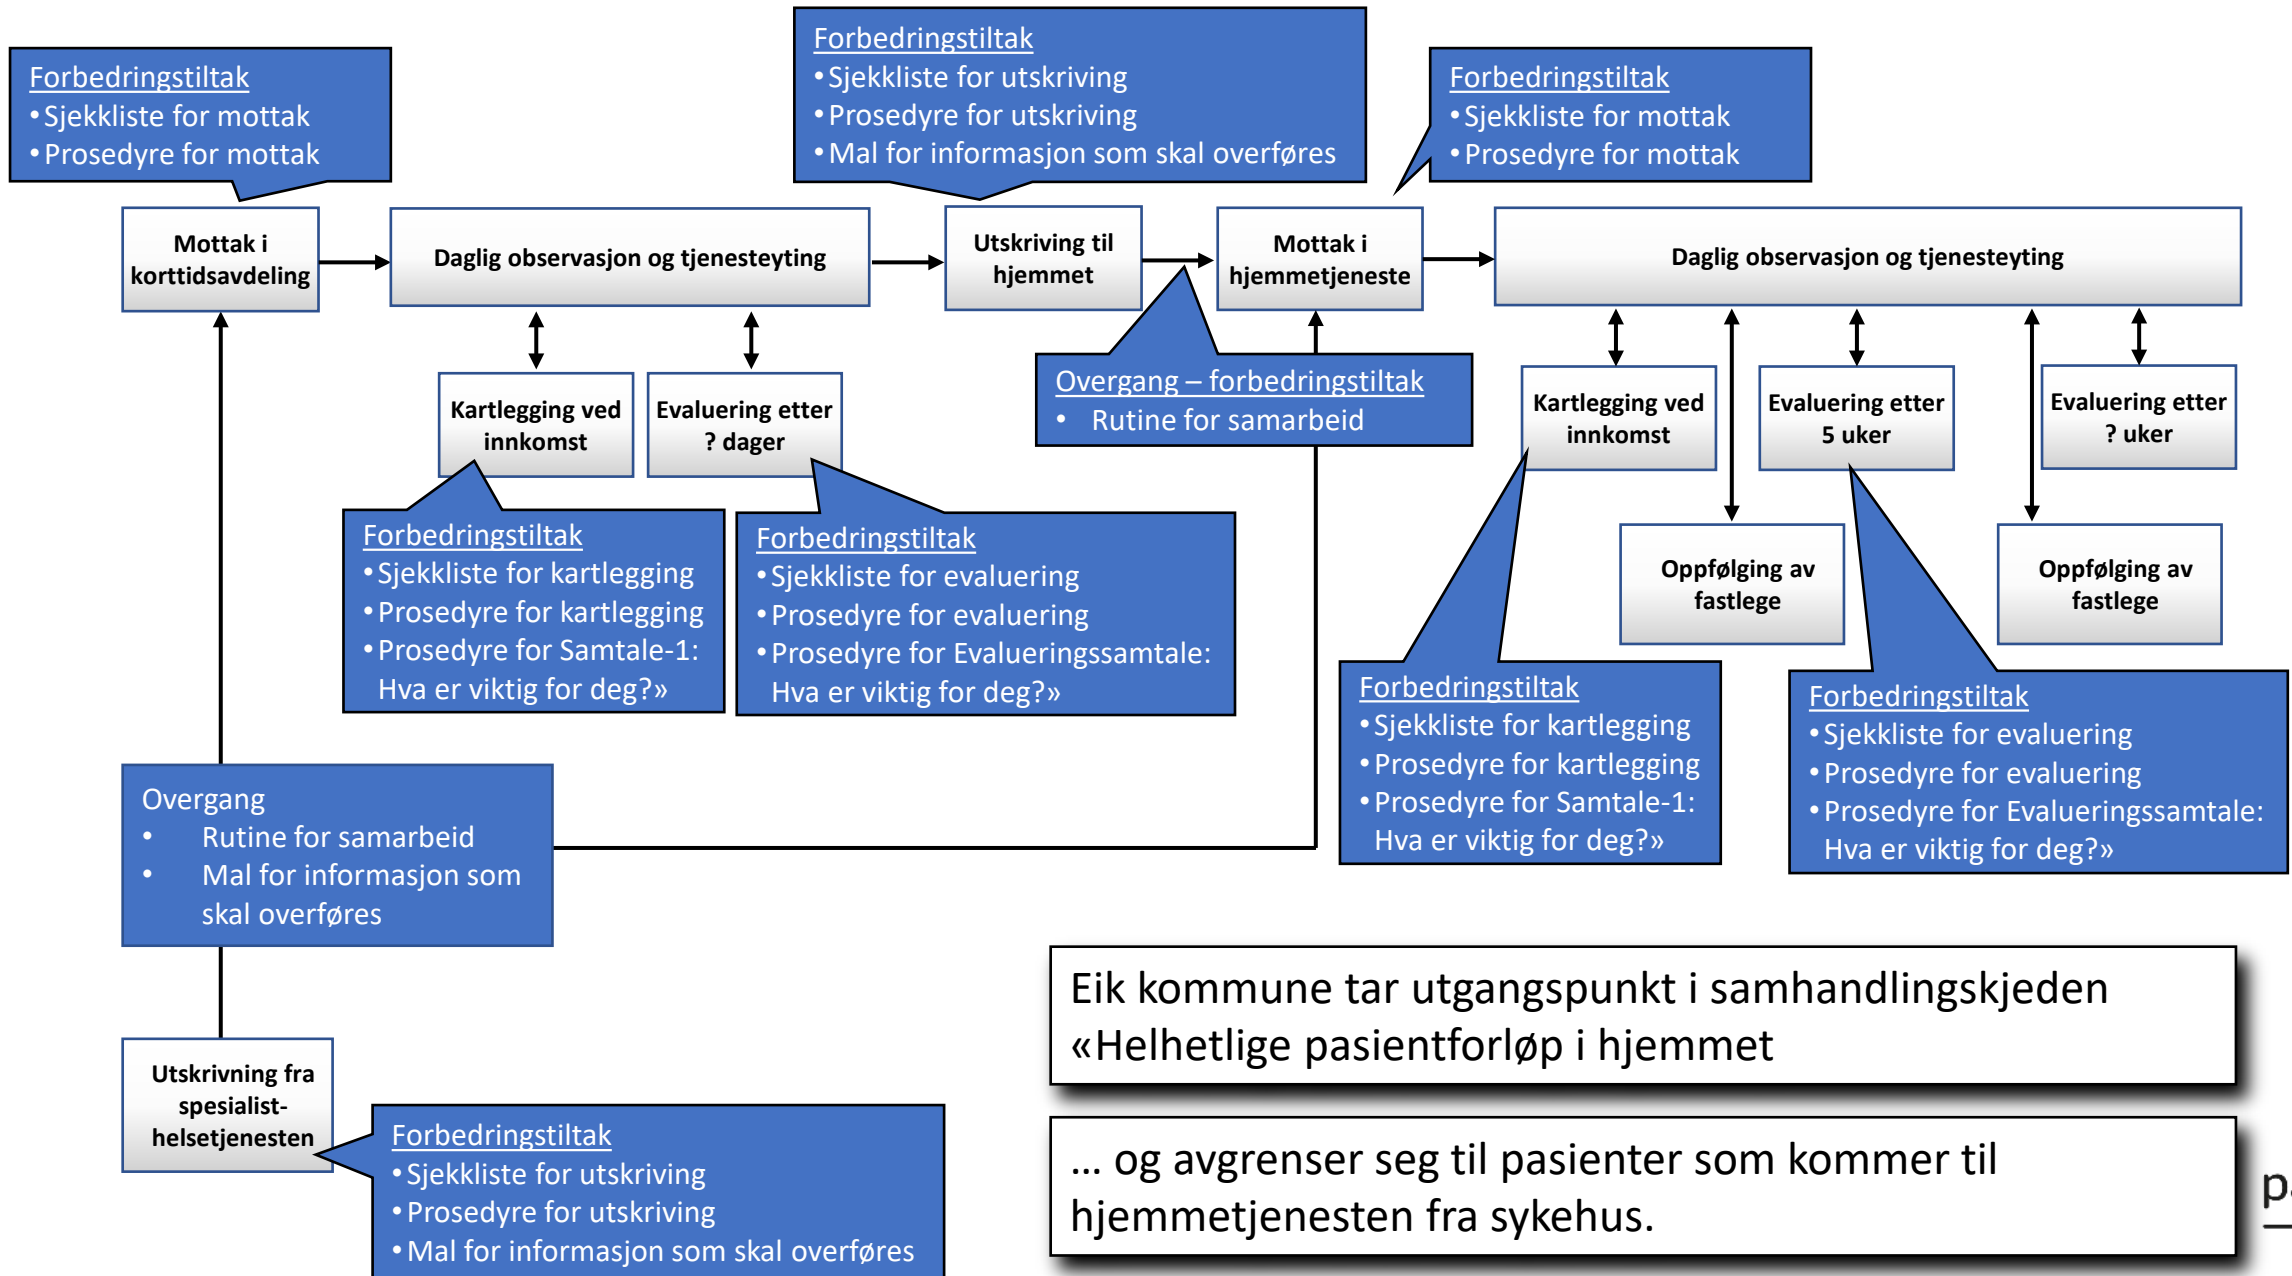 Forbedringstiltak
• Sjekkliste for mottak
• Prosedyre for mottak
Forbedringstiltak
• Sjekkliste for utskriving
• Prosedyre for utskriving
• Mal for informasjon som skal overføres
Forbedringstiltak
• Sjekkliste for mottak
• Prosedyre for mottak
Mottak i
korttidsavdeling
Daglig observasjon og tjenesteyting
Utskriving til
hjemmet
Mottak i
hjemmetjeneste
Daglig observasjon og tjenesteyting
Kartlegging ved
innkomst
Evaluering etter
? dager
Overgang – forbedringstiltak
• Rutine for samarbeid
Kartlegging ved
innkomst
Evaluering etter
5 uker
Evaluering etter
? uker
Oppfølging av
fastlege
Oppfølging av
fastlege
Forbedringstiltak
• Sjekkliste for kartlegging
• Prosedyre for kartlegging
• Prosedyre for Samtale-1:
Hva er viktig for deg?»
Forbedringstiltak
• Sjekkliste for evaluering
• Prosedyre for evaluering
• Prosedyre for Evalueringssamtale:
Hva er viktig for deg?»
Forbedringstiltak
• Sjekkliste for kartlegging
• Prosedyre for kartlegging
• Prosedyre for Samtale-1:
Hva er viktig for deg?»
Forbedringstiltak
• Sjekkliste for evaluering
• Prosedyre for evaluering
• Prosedyre for Evalueringssamtale:
Hva er viktig for deg?»
Overgang
• Rutine for samarbeid
• Mal for informasjon som
skal overføres
Utskrivning fra
spesialist-
helsetjenesten
Forbedringstiltak
• Sjekkliste for utskriving
• Prosedyre for utskriving
• Mal for informasjon som skal overføres
Eik kommune tar utgangspunkt i samhandlingskjeden
«Helhetlige pasientforløp i hjemmet
... og avgrenser seg til pasienter som kommer til
hjemmetjenesten fra sykehus.